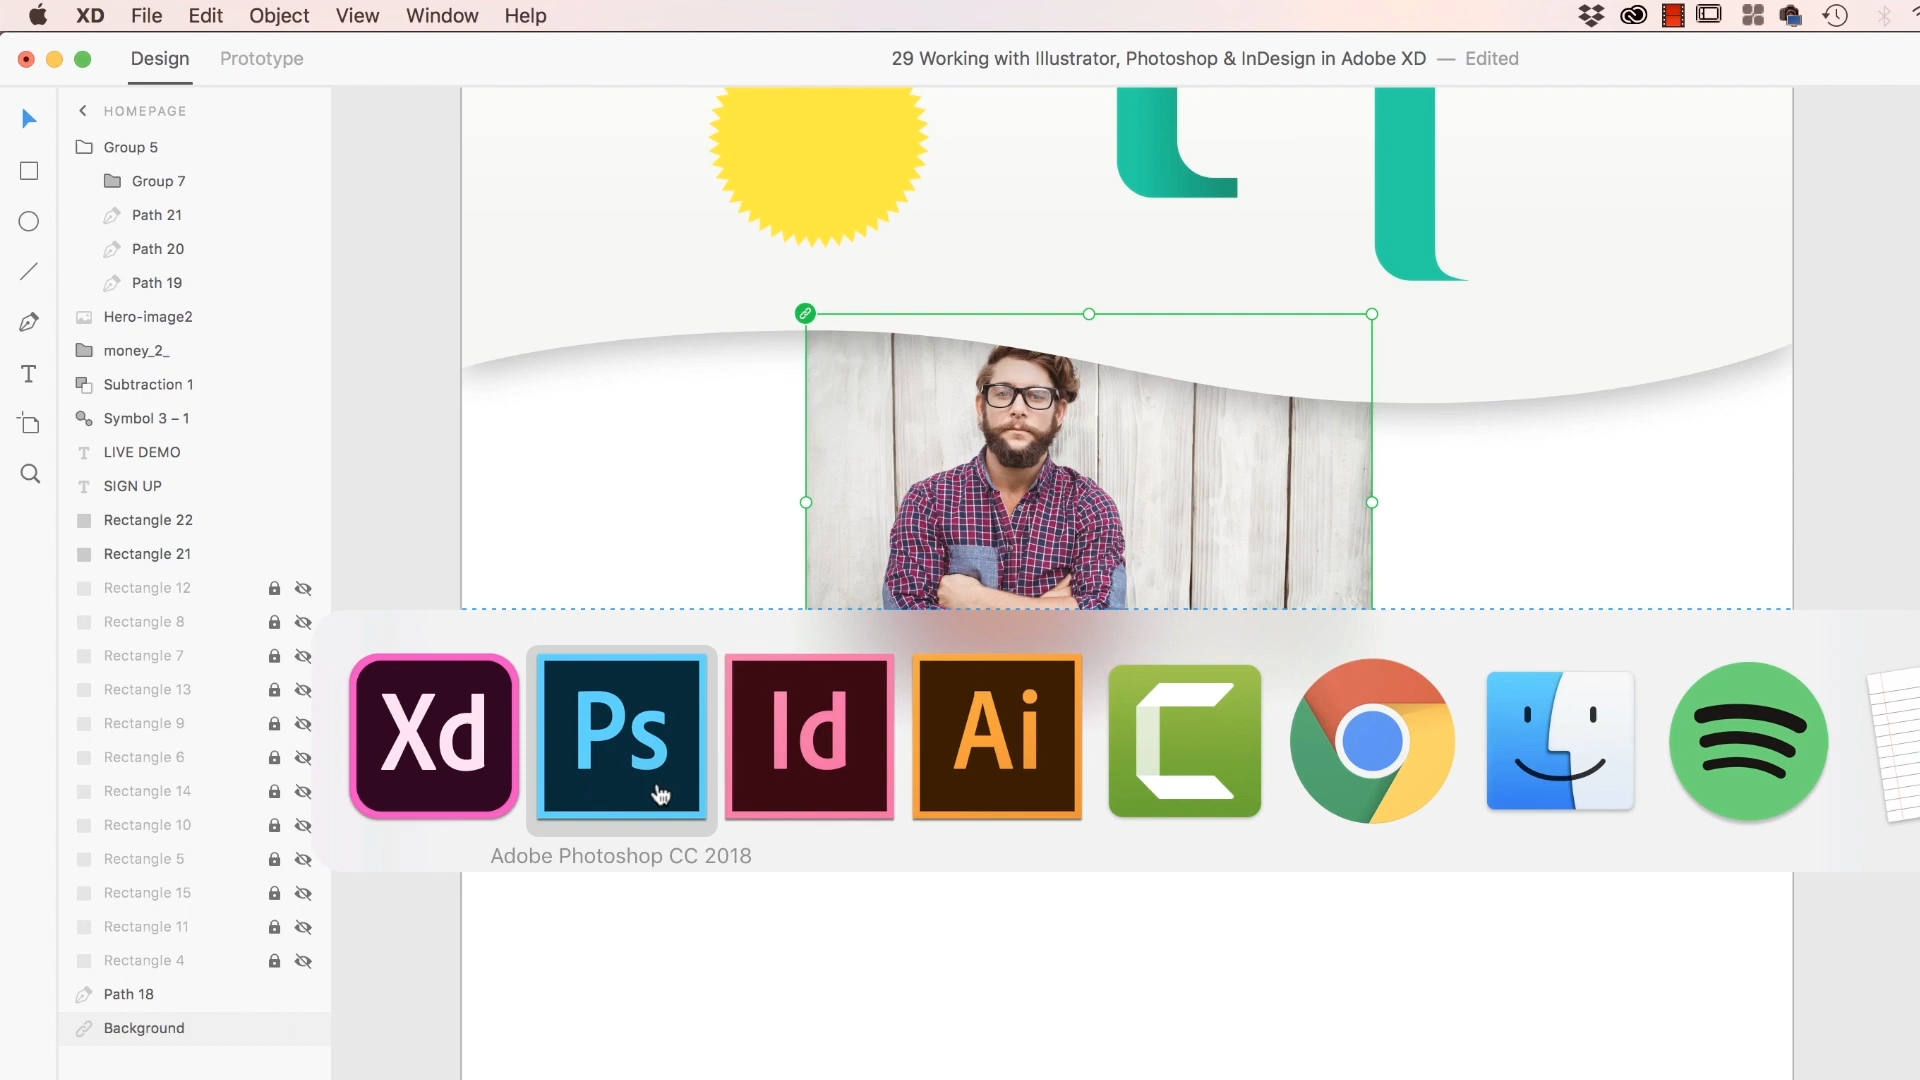 XD File Edit Object View Window Help
Design Prototype
29 Working with Illustrator, Photoshop & InDesign in Adobe XD — Edited
HOMEPAGE
Group 5
Group 7
Path 21
Path 20
Path 19
Hero-image2
money_2_
Subtraction 1
Symbol 3 – 1
T LIVE DEMO
T SIGN UP
Rectangle 22
Rectangle 21
Rectangle 12
Rectangle 8
Rectangle 7
Rectangle 13
Rectangle 9
Rectangle 6
Rectangle 14
Rectangle 10
Rectangle 5
Rectangle 15
Rectangle 11
Rectangle 4
Path 18
Background
T
Xd Ps Id Ai
Adobe Photoshop CC 2018